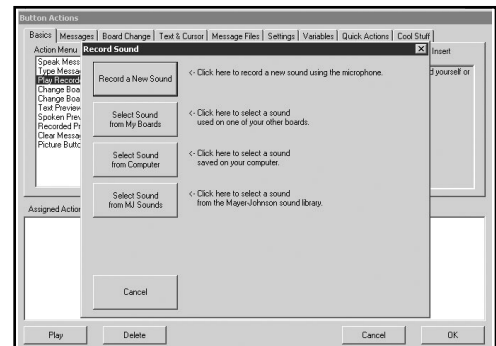 Button Actions
Basics Messages Board Change Text & Cursor Message Files Settings Variables Quick Actions Cool Stuff
Action Menu
Insert
Speak Mess
Type Messa
Play Record
Change Boa
Change Boa
Text Preview
Spoken Prev
Recorded Pr
Clear Messa
Picture Butto
d yourself or
Record Sound
Record a New Sound
<- Click here to record a new sound using the microphone.
Select Sound
from My Boards
<- Click here to select a sound
used on one of your other boards.
Select Sound
from Computer
<- Click here to select a sound
saved on your computer.
Select Sound
from MJ Sounds
<- Click here to select a sound
from the Mayer-Johnson sound library.
Cancel
Assigned Action
Play Delete Cancel OK